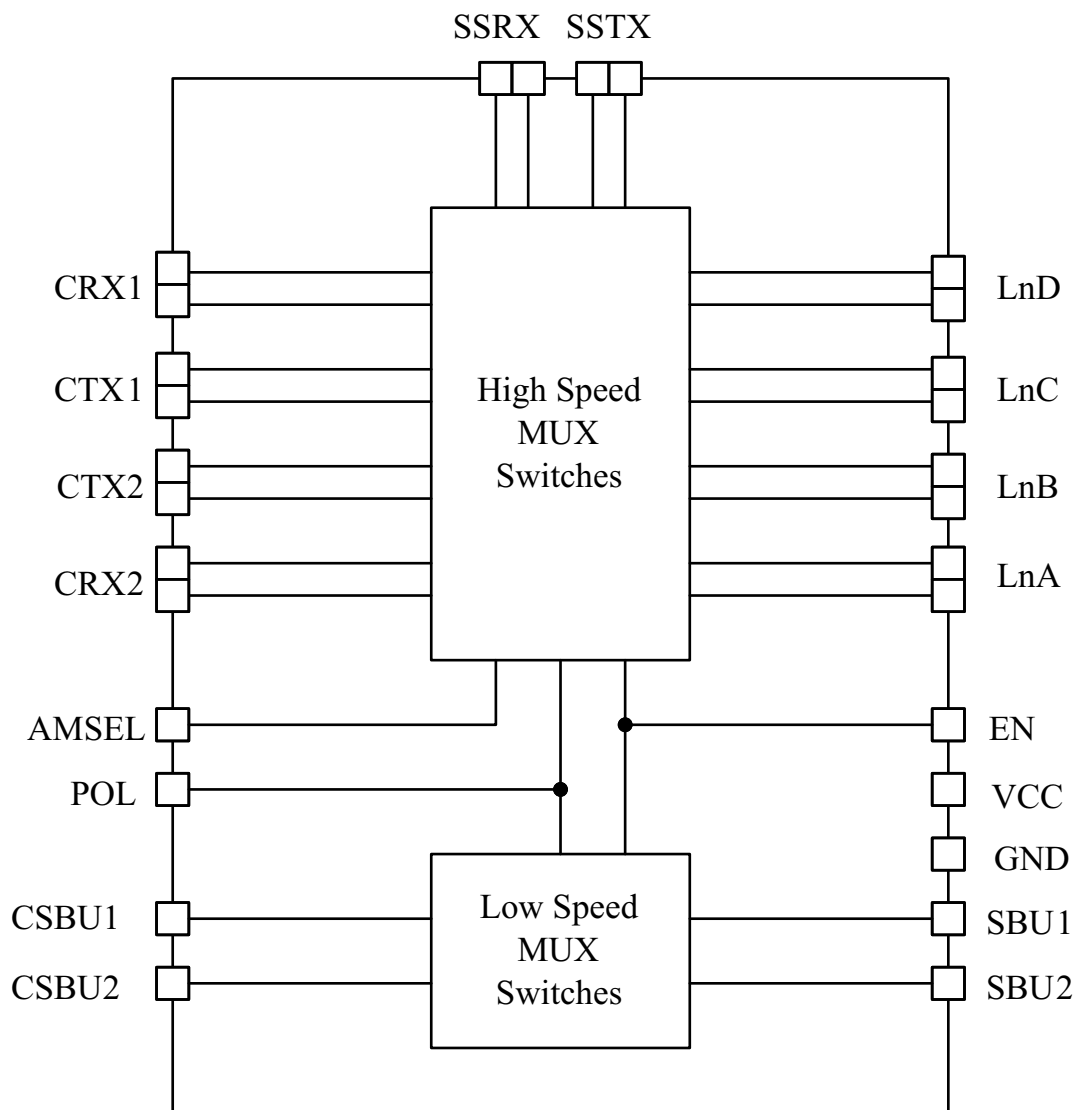 SSRX SSTX
CRX1
LnD
CTX1
LnC
High Speed
MUX
Switches
CTX2
LnB
CRX2
LnA
AMSEL
EN
POL
VCC
GND
Low Speed
MUX
Switches
CSBU1
SBU1
CSBU2
SBU2